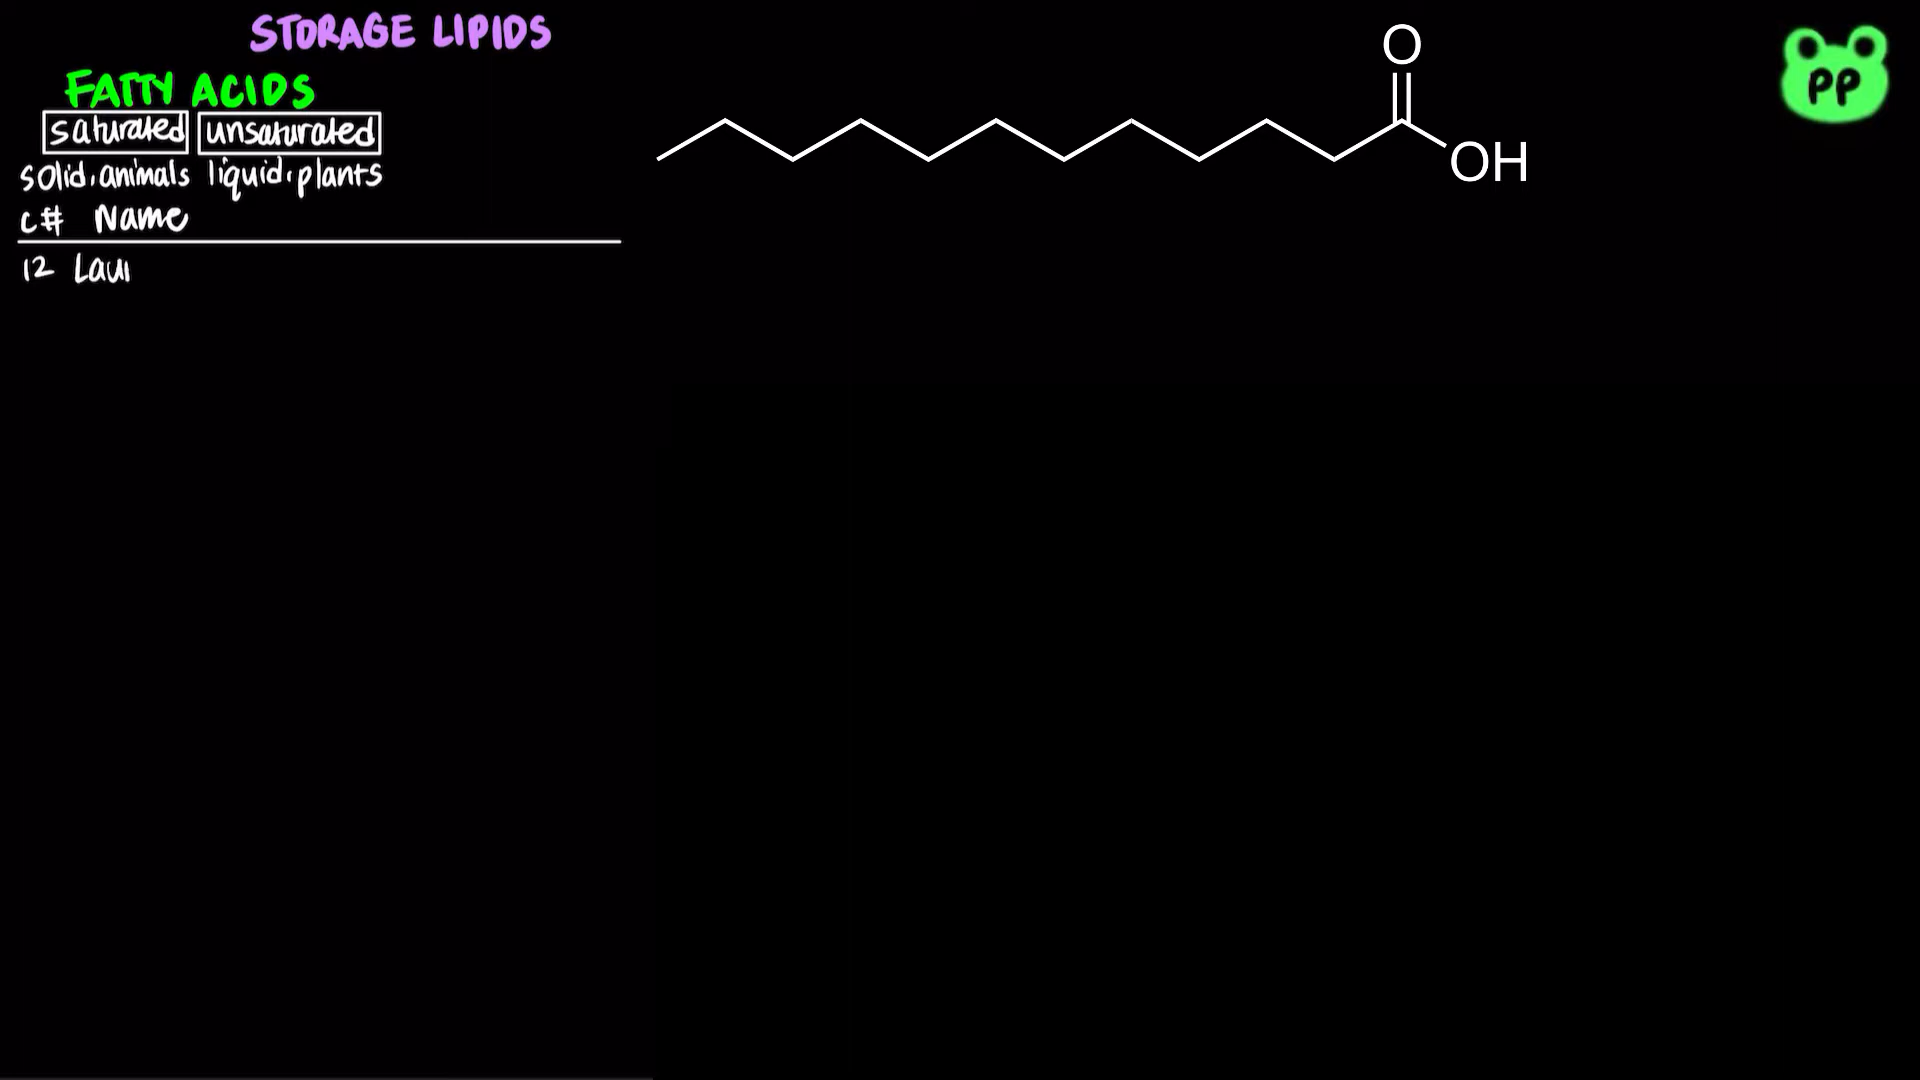 STORAGE LIPIDS
FATTY ACIDS
saturated unsaturated
solid, animals liquid, plants
C# Name
12 Lau
O
OH
PP